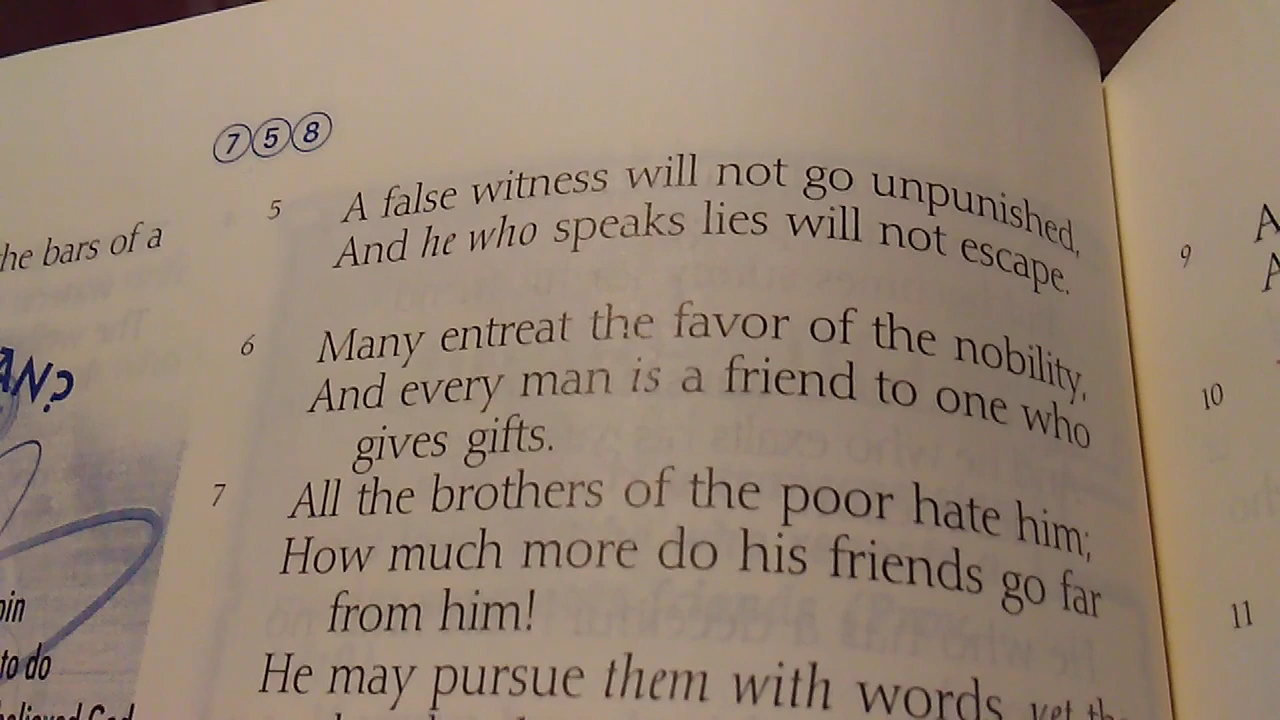 758
5 A false witness will not go unpunished,
And he who speaks lies will not escape.
6 Many entreat the favor of the nobility,
And every man is a friend to one who
gives gifts.
7 All the brothers of the poor hate him;
How much more do his friends go far
from him!
He may pursue them with words, yet
the bars of a
to do
God
9
10
11